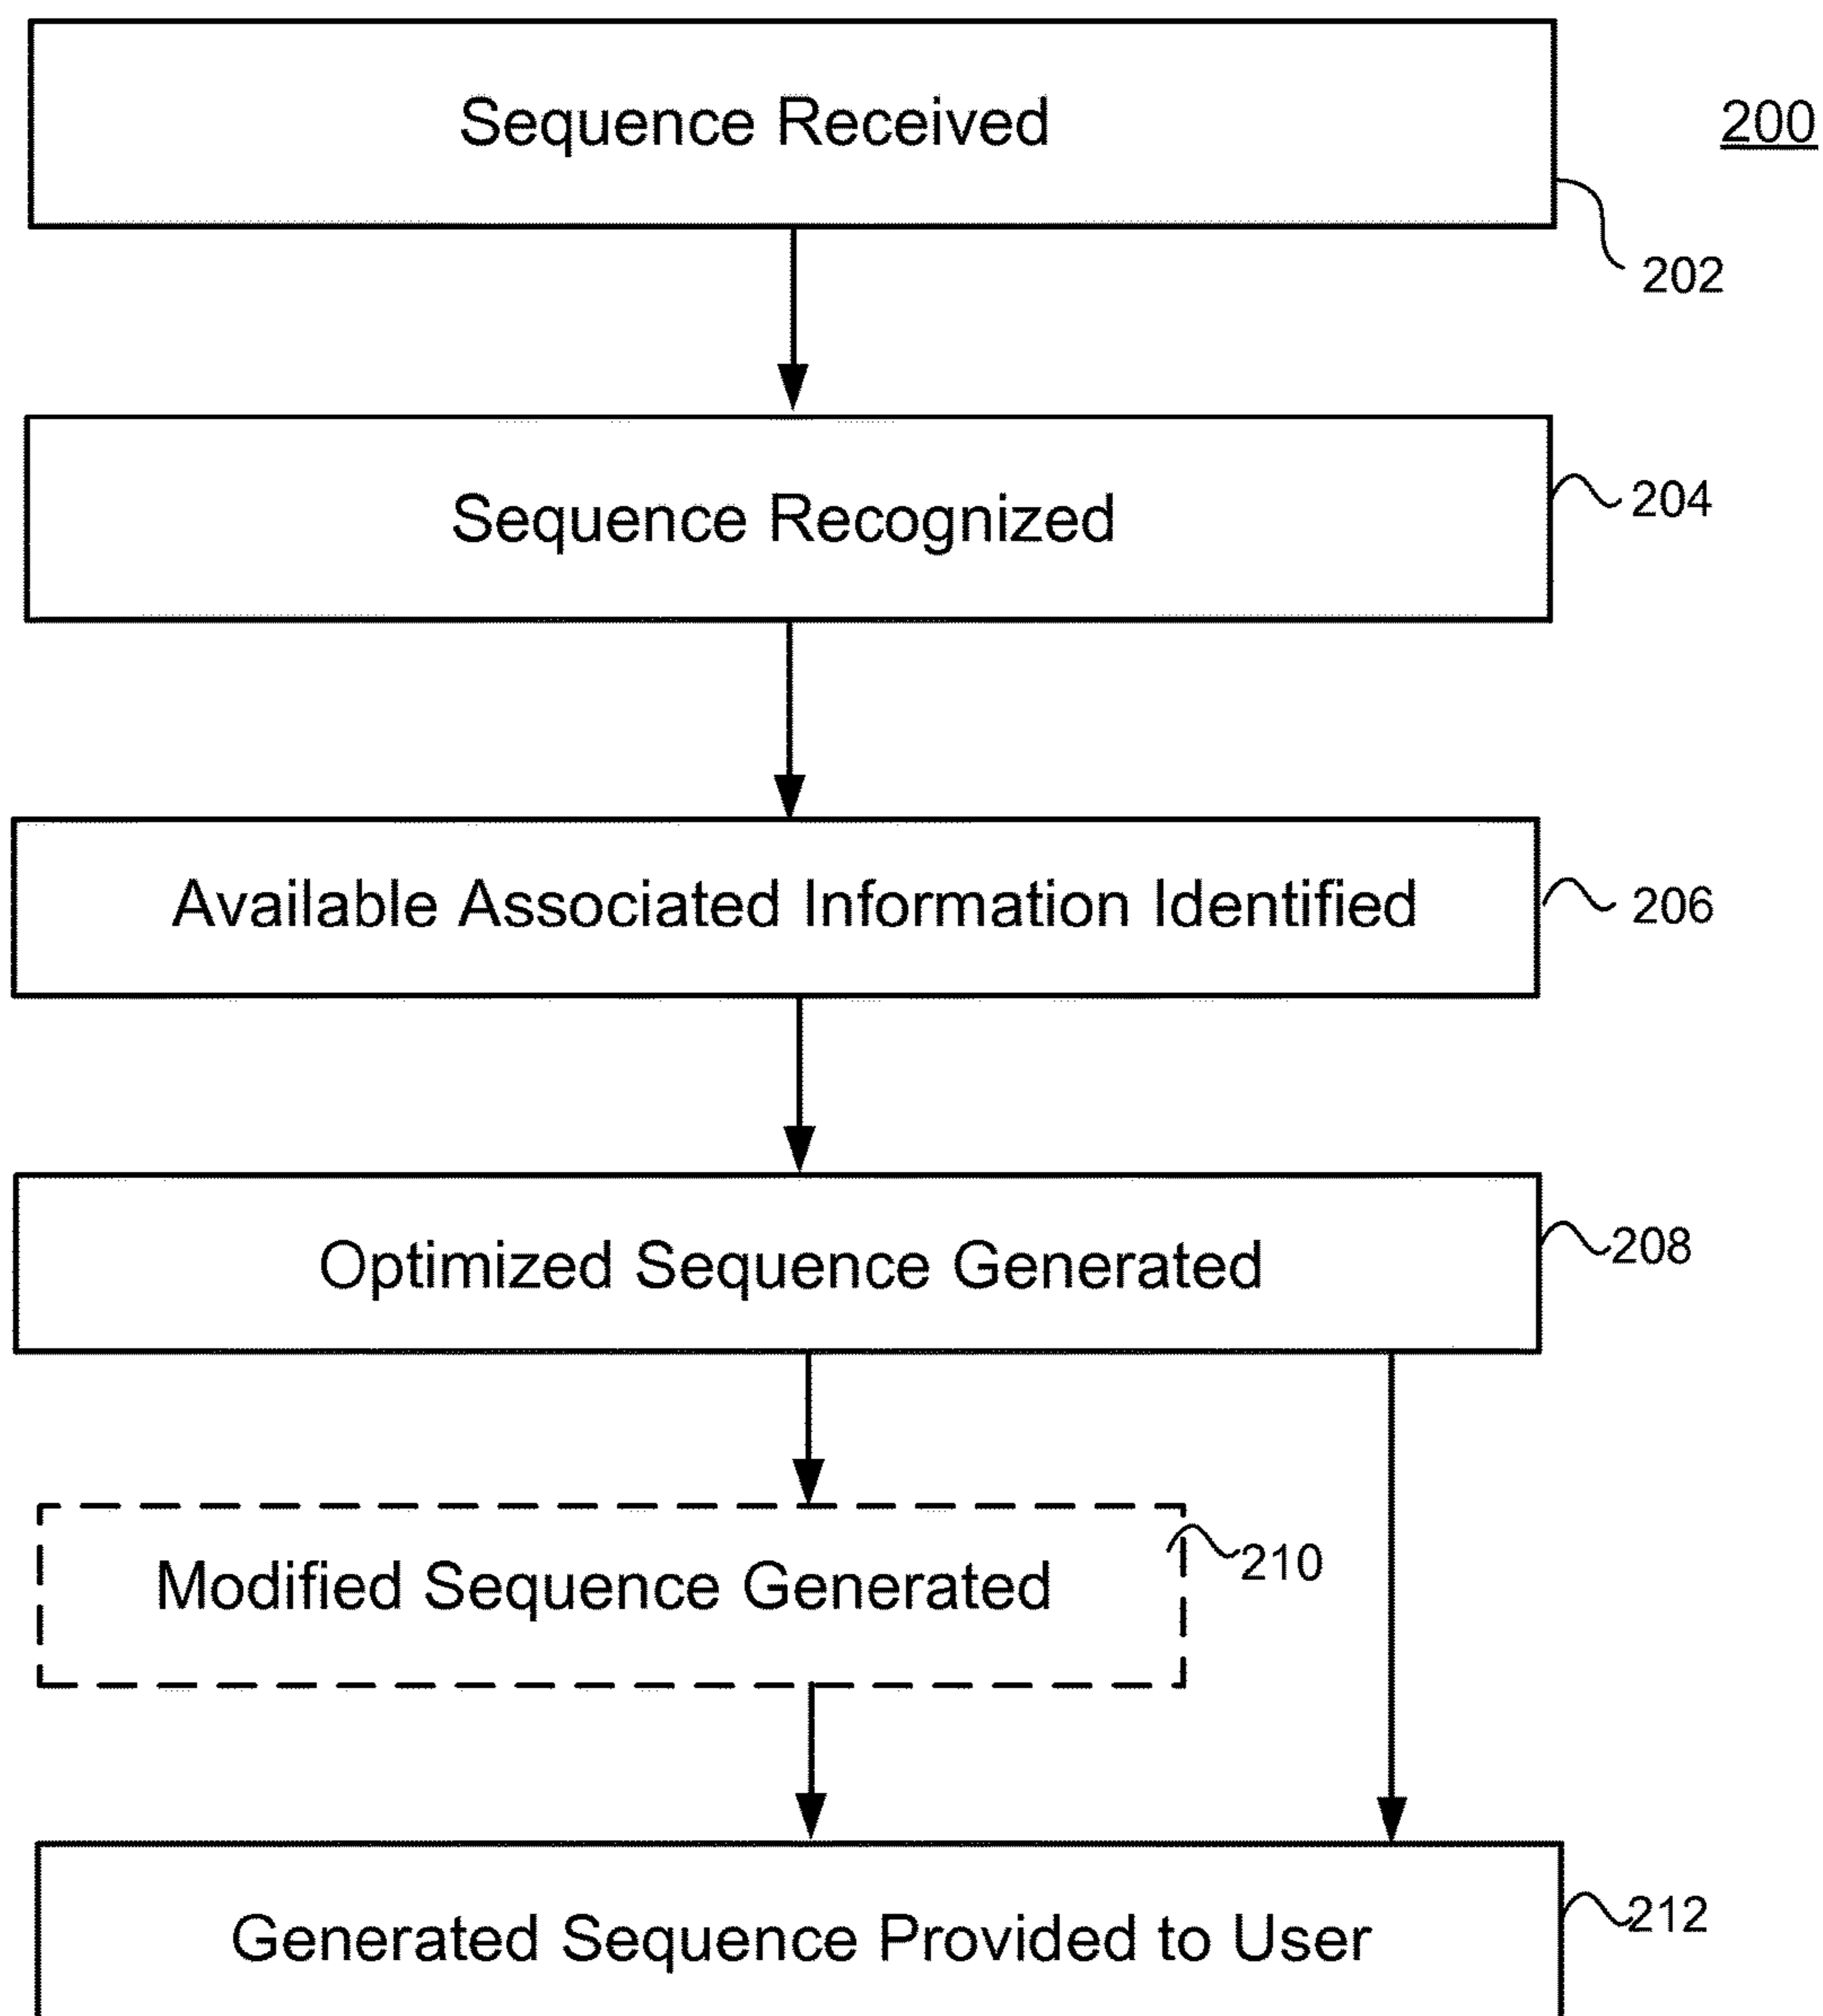 Sequence Received
200
202
Sequence Recognized
204
Available Associated Information Identified
206
Optimized Sequence Generated
208
Modified Sequence Generated
210
Generated Sequence Provided to User
212